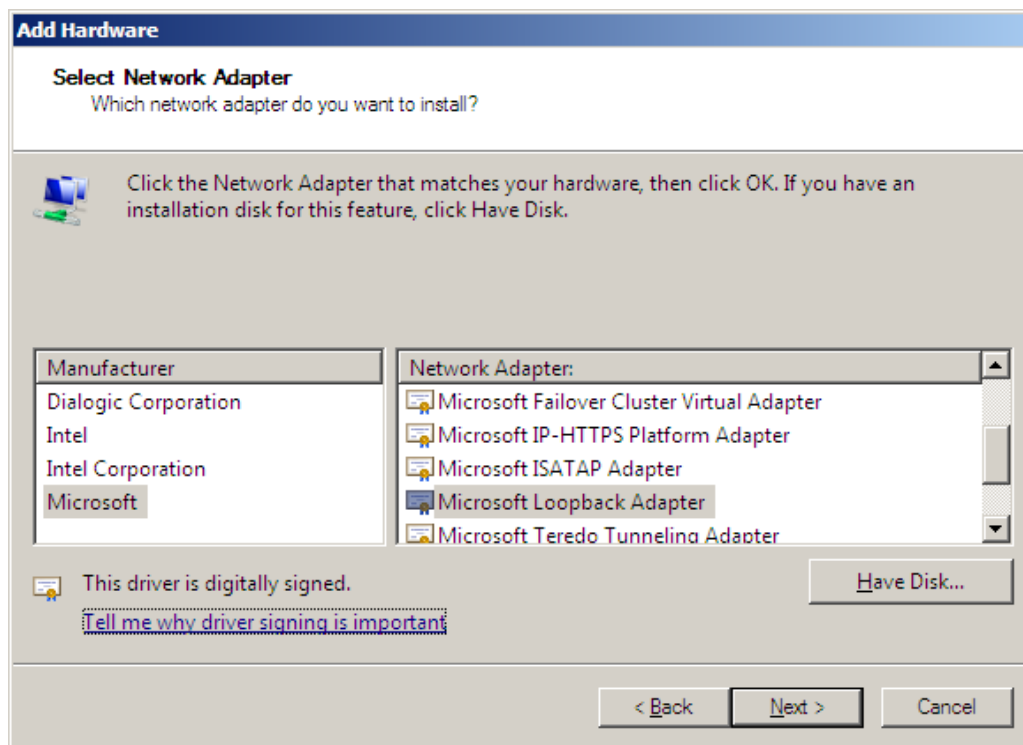 Add Hardware
Select Network Adapter
Which network adapter do you want to install?
Click the Network Adapter that matches your hardware, then click OK. If you have an
installation disk for this feature, click Have Disk.
Manufacturer
Dialogic Corporation
Intel
Intel Corporation
Microsoft
Network Adapter:
Microsoft Failover Cluster Virtual Adapter
Microsoft IP-HTTPS Platform Adapter
Microsoft ISATAP Adapter
Microsoft Loopback Adapter
Microsoft Teredo Tunneling Adapter
This driver is digitally signed.
Tell me why driver signing is important
Have Disk...
< Back
Next >
Cancel